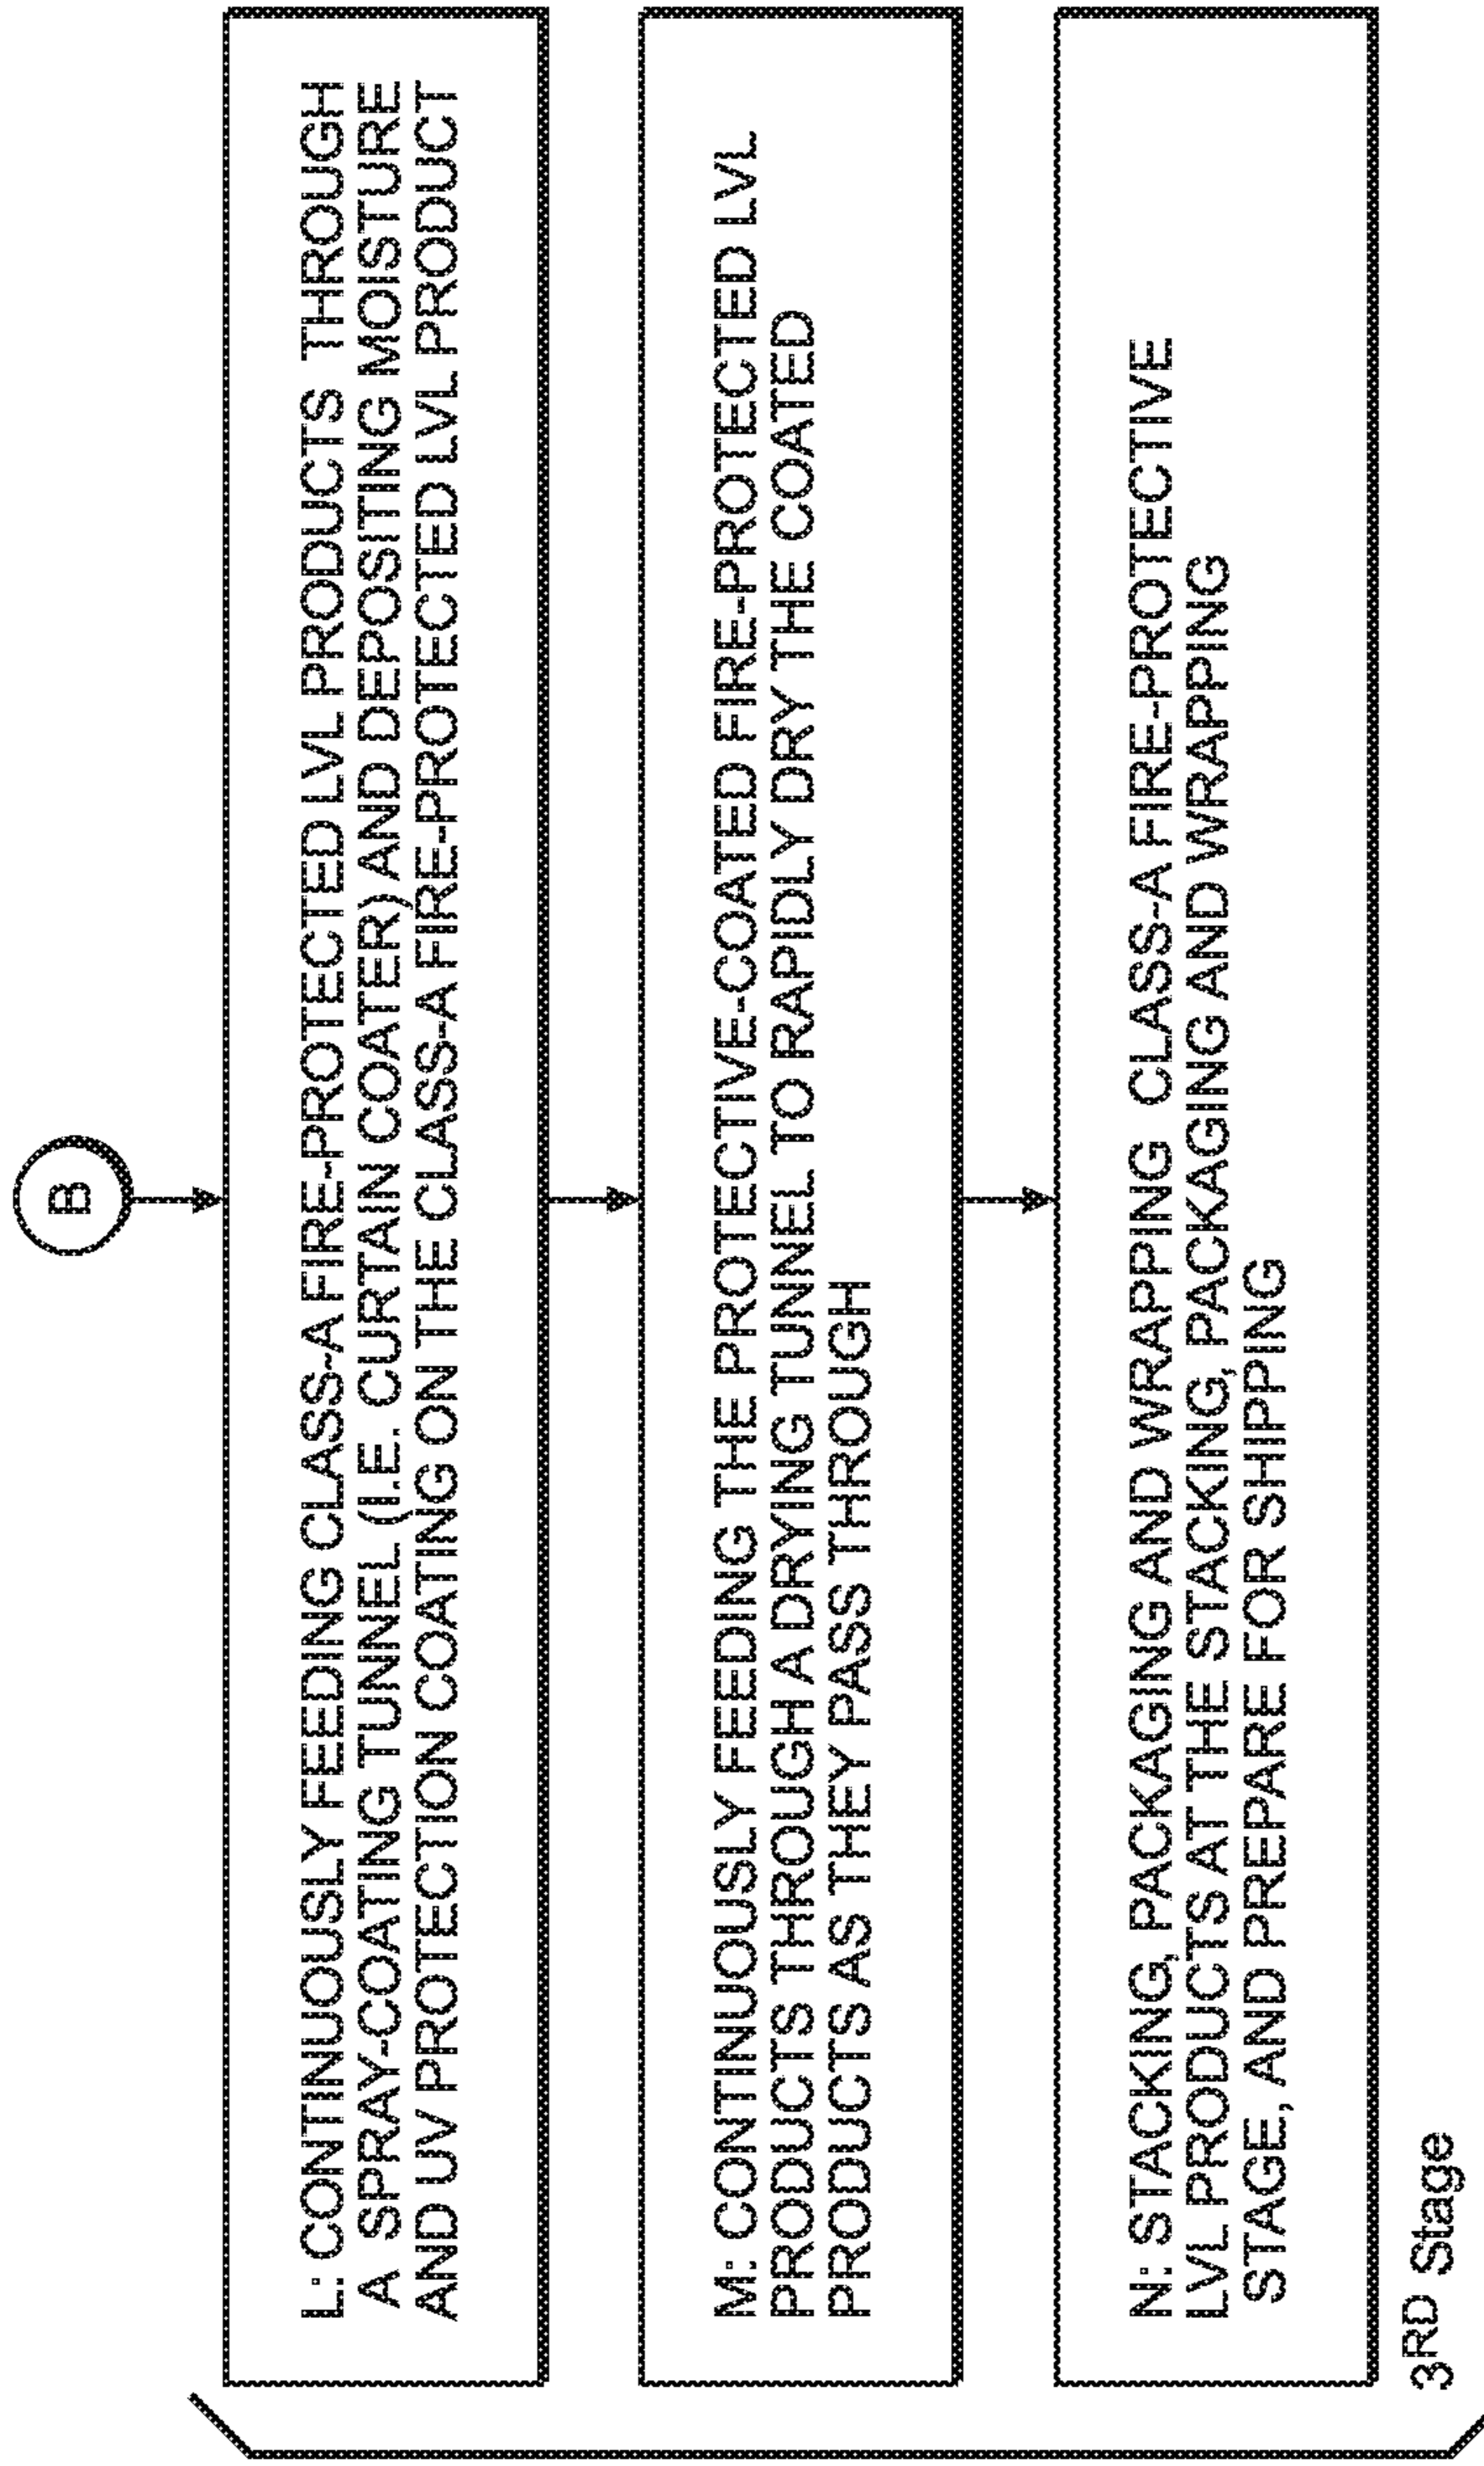 B
L: CONTINUOUSLY FEEDING CLASS-A FIRE-PROTECTED LVL PRODUCTS THROUGH
A SPRAY-COATING TUNNEL (I.E. CURTAIN COATER) AND DEPOSITING MOISTURE
AND UV PROTECTION COATING ON THE CLASS-A FIRE-PROTECTED LVL PRODUCT
M: CONTINUOUSLY FEEDING THE PROTECTIVE-COATED FIRE-PROTECTED LVL
PRODUCTS THROUGH A DRYING TUNNEL TO RAPIDLY DRY THE COATED
PRODUCTS AS THEY PASS THROUGH
N: STACKING, PACKAGING AND WRAPPING CLASS-A FIRE-PROTECTIVE
LVL PRODUCTS AT THE STACKING, PACKAGING AND WRAPPING
STAGE, AND PREPARE FOR SHIPPING
3RD Stage